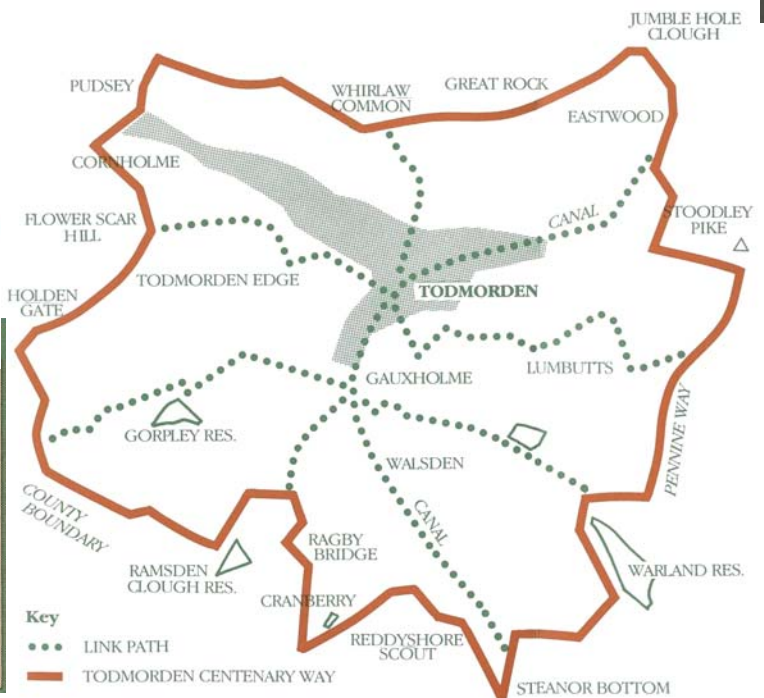 JUMBLE HOLE
CLOUGH
PUDSEY
WHIRLAW
COMMON
GREAT ROCK
EASTWOOD
CORNHOLME
FLOWER SCAR
HILL
CANAL
STOODLEY
PIKE
TODMORDEN EDGE
TODMORDEN
HOLDEN
GATE
GAUXHOLME
LUMBUTTS
GORPLEY RES.
PENNINE WAY
WALSDEN
COUNTY
BOUNDARY
CANAL
RAGBY
BRIDGE
RAMSDEN
CLOUGH RES.
WARLAND RES.
CRANBERRY
Key
LINK PATH
REDDYSHORE
SCOUT
TODMORDEN CENTENARY WAY
STEANOR BOTTOM